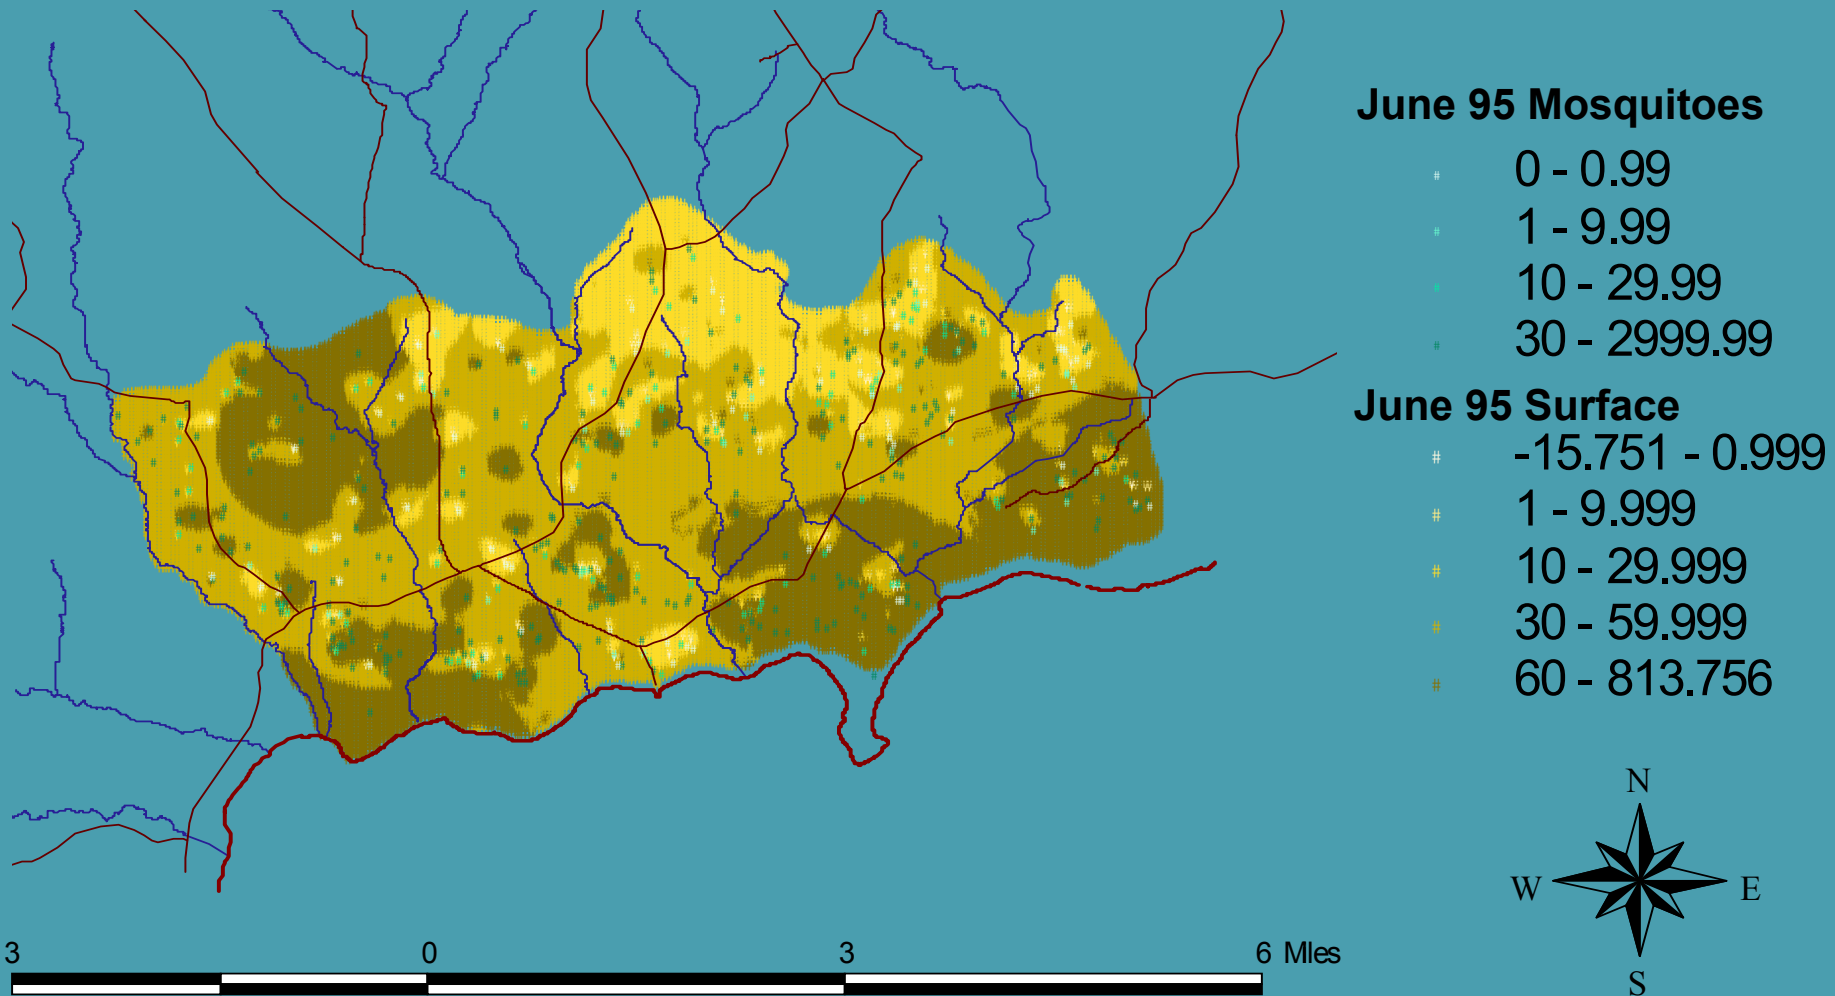 June 95 Mosquitoes
# 0 - 0.99
# 1 - 9.99
# 10 - 29.99
# 30 - 2999.99
June 95 Surface
# -15.751 - 0.999
# 1 - 9.999
# 10 - 29.999
# 30 - 59.999
# 60 - 813.756
N
W E
S
3 0 3 6 MIles